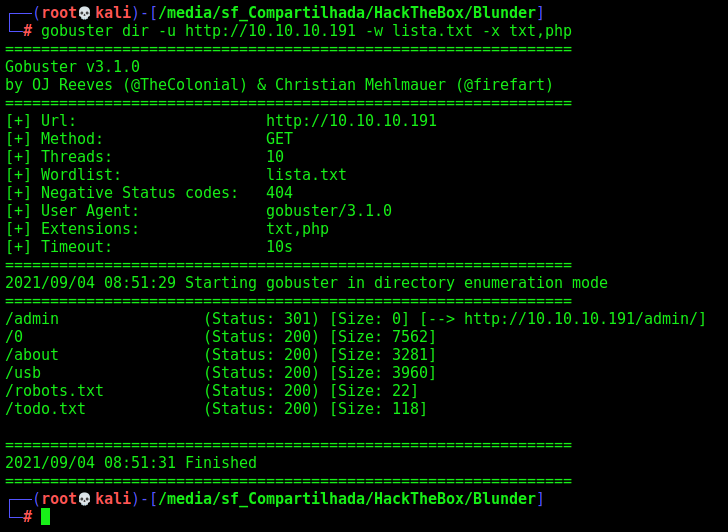 ┌──(root💀kali)-[/media/sf_Compartilhada/HackTheBox/Blunder]
└─# gobuster dir -u http://10.10.10.191 -w lista.txt -x txt,php
===============================================================
Gobuster v3.1.0
by OJ Reeves (@TheColonial) & Christian Mehlmauer (@firefart)
===============================================================
[+] Url:                     http://10.10.10.191
[+] Method:                  GET
[+] Threads:                 10
[+] Wordlist:                lista.txt
[+] Negative Status codes:   404
[+] User Agent:              gobuster/3.1.0
[+] Extensions:              txt,php
[+] Timeout:                 10s
===============================================================
2021/09/04 08:51:29 Starting gobuster in directory enumeration mode
===============================================================
/admin                (Status: 301) [Size: 0] [--> http://10.10.10.191/admin/]
/0                    (Status: 200) [Size: 7562]
/about                (Status: 200) [Size: 3281]
/usb                  (Status: 200) [Size: 3960]
/robots.txt           (Status: 200) [Size: 22]
/todo.txt             (Status: 200) [Size: 118]

===============================================================
2021/09/04 08:51:31 Finished
===============================================================
┌──(root💀kali)-[/media/sf_Compartilhada/HackTheBox/Blunder]
└─#